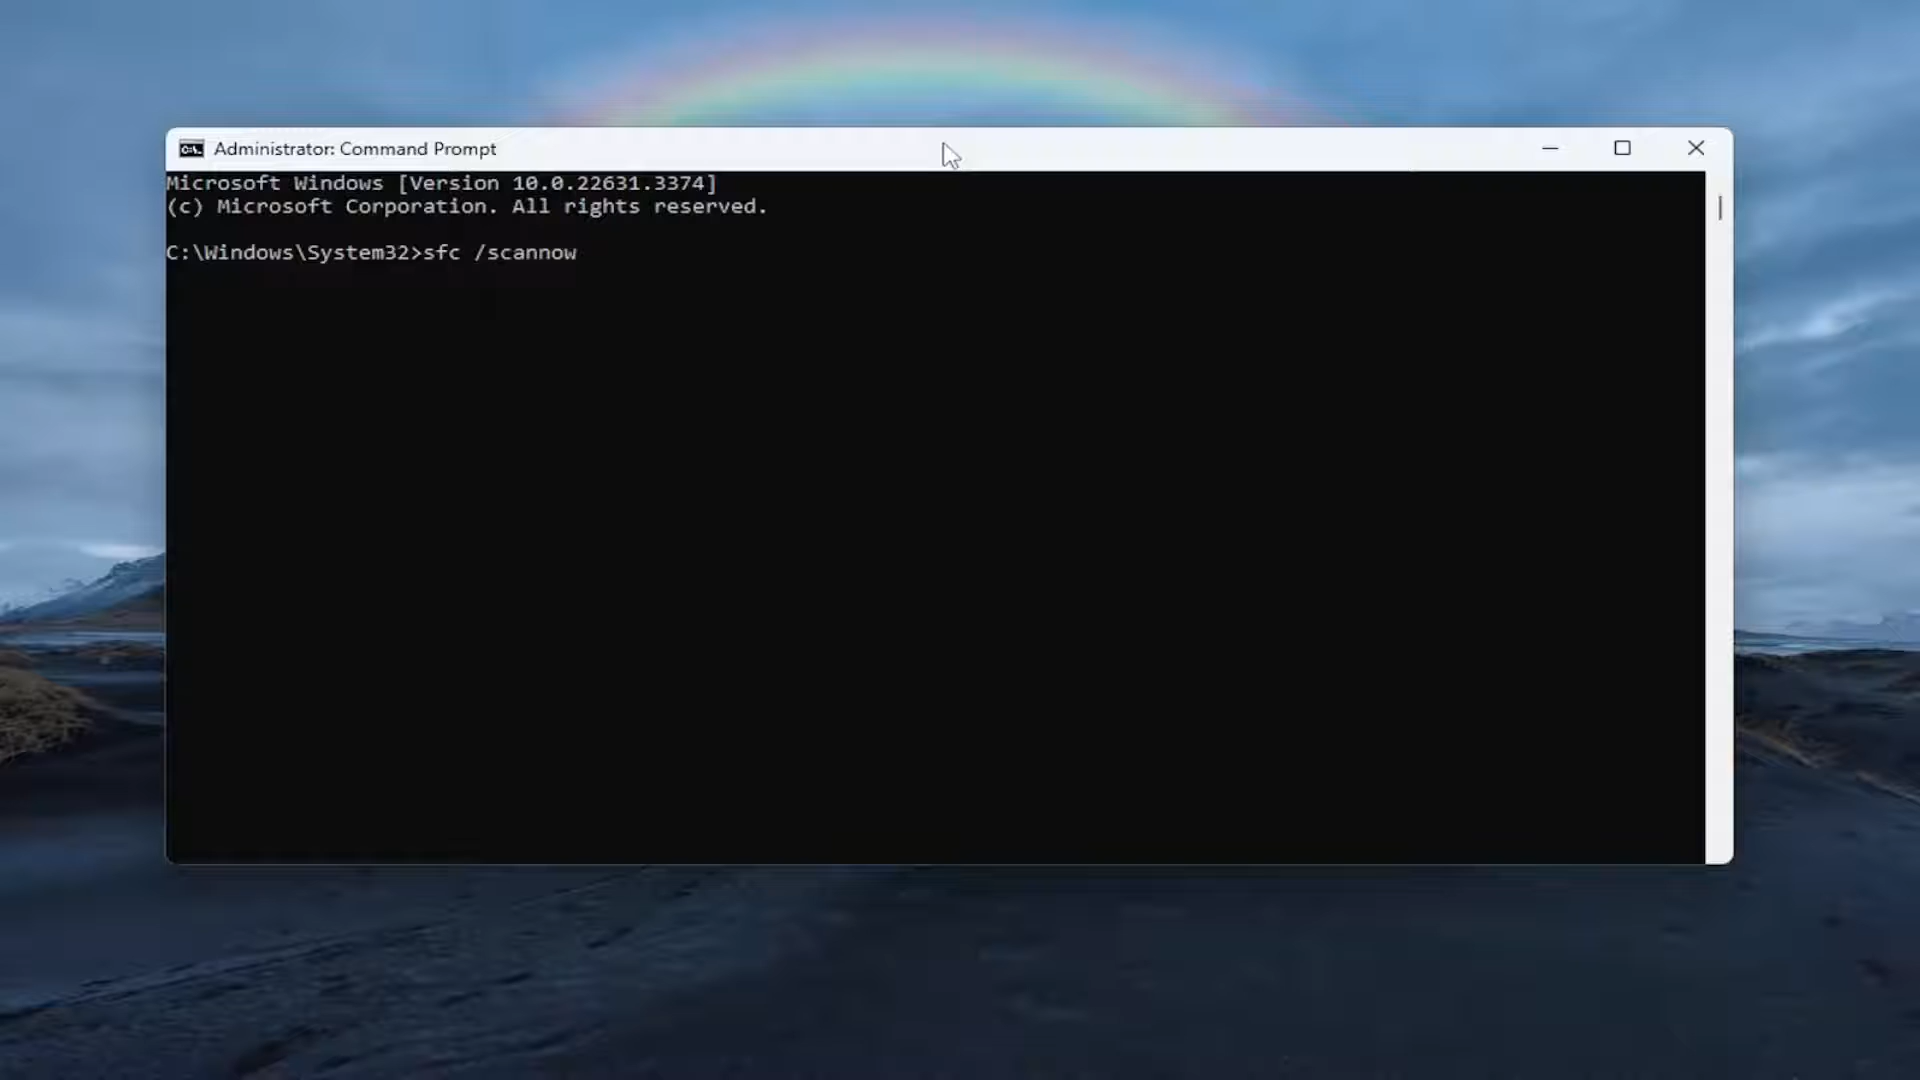 Administrator: Command Prompt
Microsoft Windows [Version 10.0.22631.3374]
(c) Microsoft Corporation. All rights reserved.
C:\Windows\System32>sfc /scannow